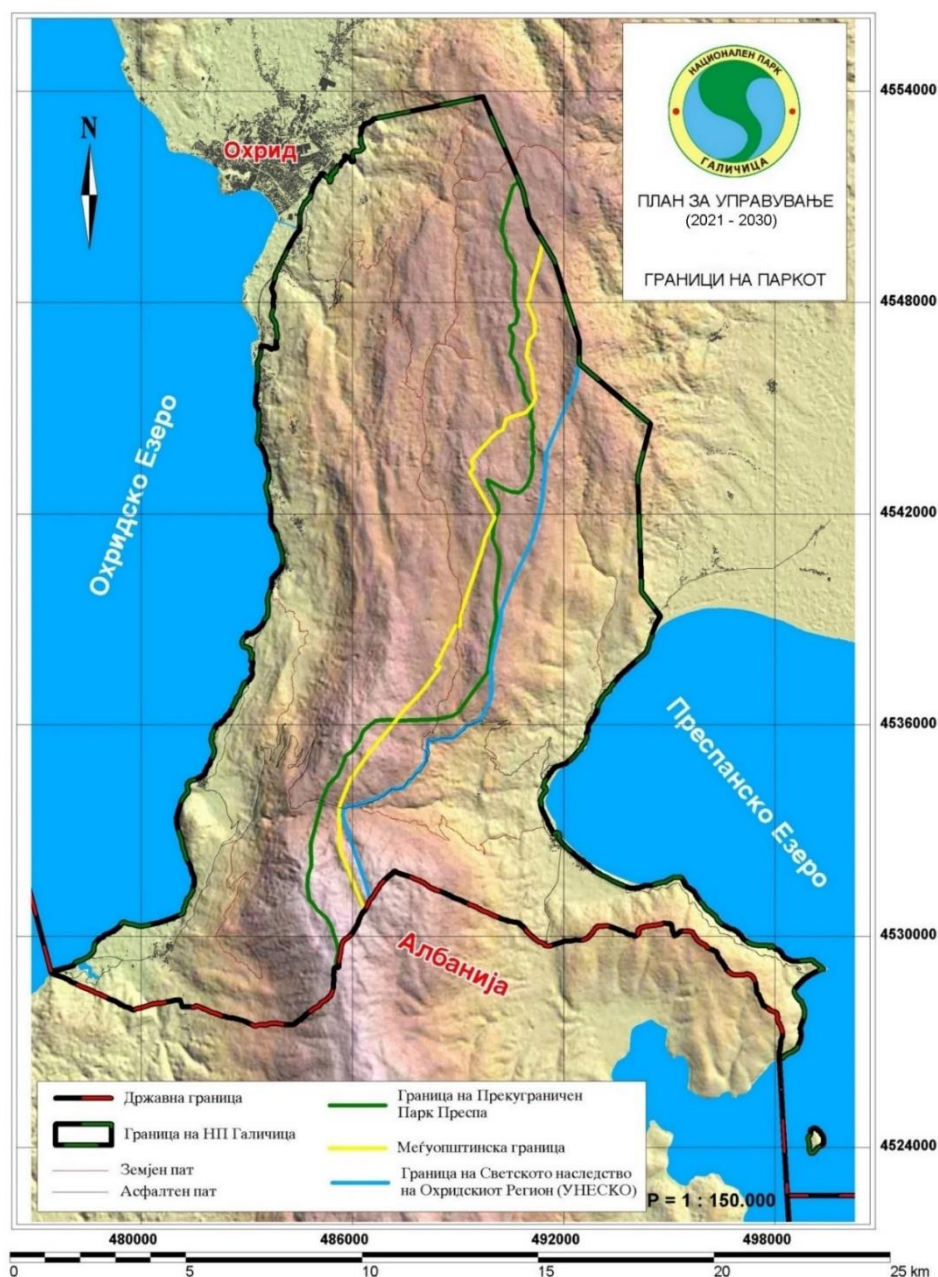 НАЦИОНАЛЕН ПАРК
ГАЛИЧИЦА
ПЛАН ЗА УПРАВУВАЊЕ
(2021 - 2030)
ГРАНИЦИ НА ПАРКОТ
N
Охрид
Охридско Езеро
Преспанско Езеро
Албанија
4554000
4548000
4542000
4536000
4530000
4524000
Државна граница
Граница на НП Галичица
Земјен пат
Асфалтен пат
Граница на Прекуграничен
Парк Преспа
Меѓуопштинска граница
Граница на Светското наследство
на Охридскиот Регион (УНЕСКО)
Р = 1 : 150.000
480000 486000 492000 498000
0 5 10 15 20 25 km